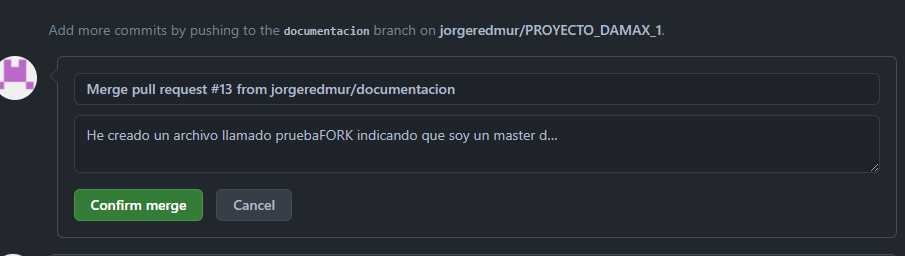 Add more commits by pushing to the documentacion branch on jorgeredmur/PROYECTO_DAMAX_1.
Merge pull request #13 from jorgeredmur/documentacion
He creado un archivo llamado pruebaFORK indicando que soy un master d...
Confirm merge
Cancel